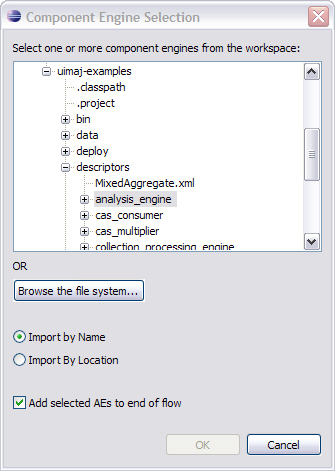 Component Engine Selection
Select one or more component engines from the workspace:
uimaj-examples
.classpath
.project
bin
data
deploy
descriptors
MixedAggregate.xml
analysis_engine
cas_consumer
cas_multiplier
collection_processing_engine
OR
Browse the file system...
Import by Name
Import By Location
Add selected AEs to end of flow
OK Cancel